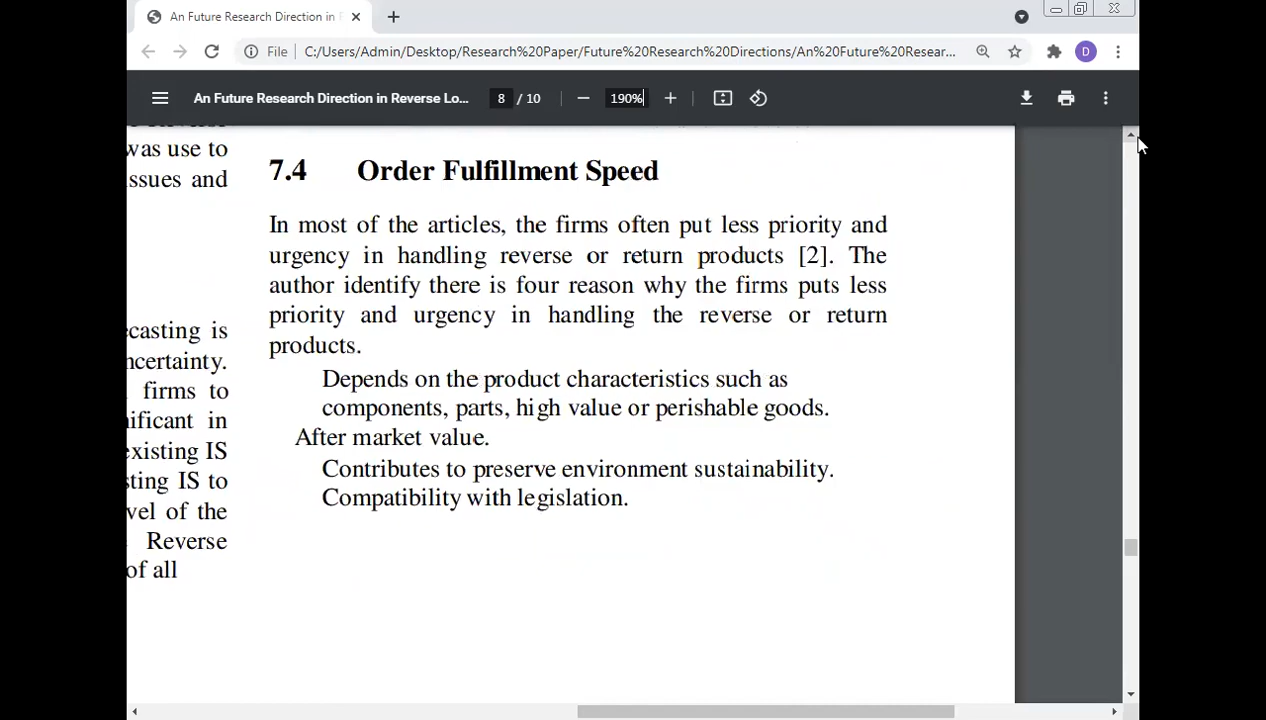 An Future Research Direction in
File C:/Users/Admin/Desktop/Research%20Paper/Future%20Research%20Directions/An%20Future%20Resear...
D
An Future Research Direction in Reverse Lo... 8 / 10 190%
was use to
issues and
ecasting is
ncertainty.
firms to
nificant in
existing IS
sting IS to
vel of the
Reverse
of all
7.4 Order Fulfillment Speed
In most of the articles, the firms often put less priority and
urgency in handling reverse or return products [2]. The
author identify there is four reason why the firms puts less
priority and urgency in handling the reverse or return
products.
Depends on the product characteristics such as
components, parts, high value or perishable goods.
After market value.
Contributes to preserve environment sustainability.
Compatibility with legislation.